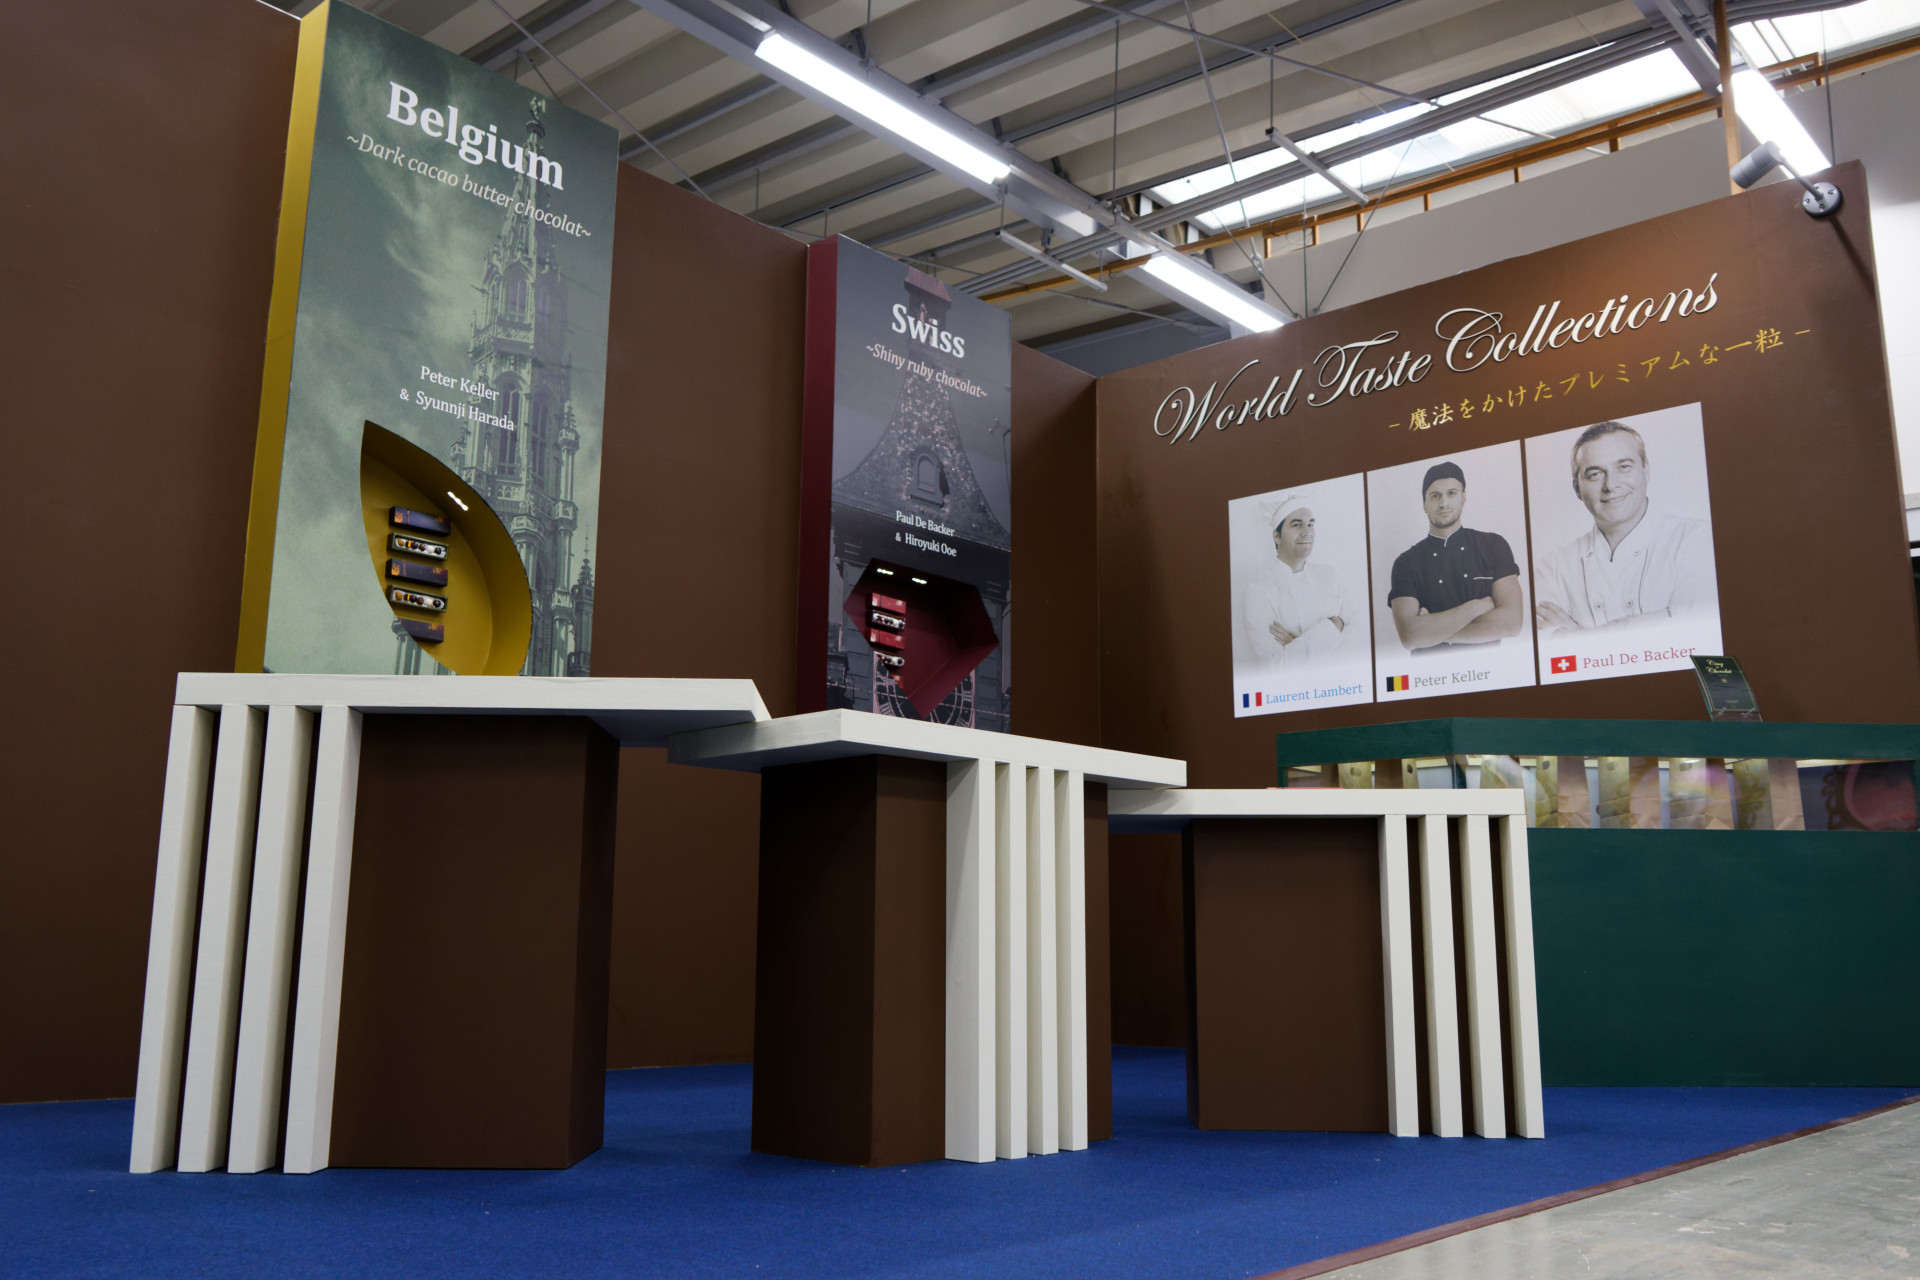 Belgium
~Dark cacao butter chocolat~
Peter Keller
& Syunnji Harada
Swiss
~Shiny ruby chocolat~
Paul De Backer
& Hiroyuki Ooe
World Taste Collections
- 魔法をかけたプレミアムな一粒 -
Laurent Lambert
Peter Keller
Paul De Backer